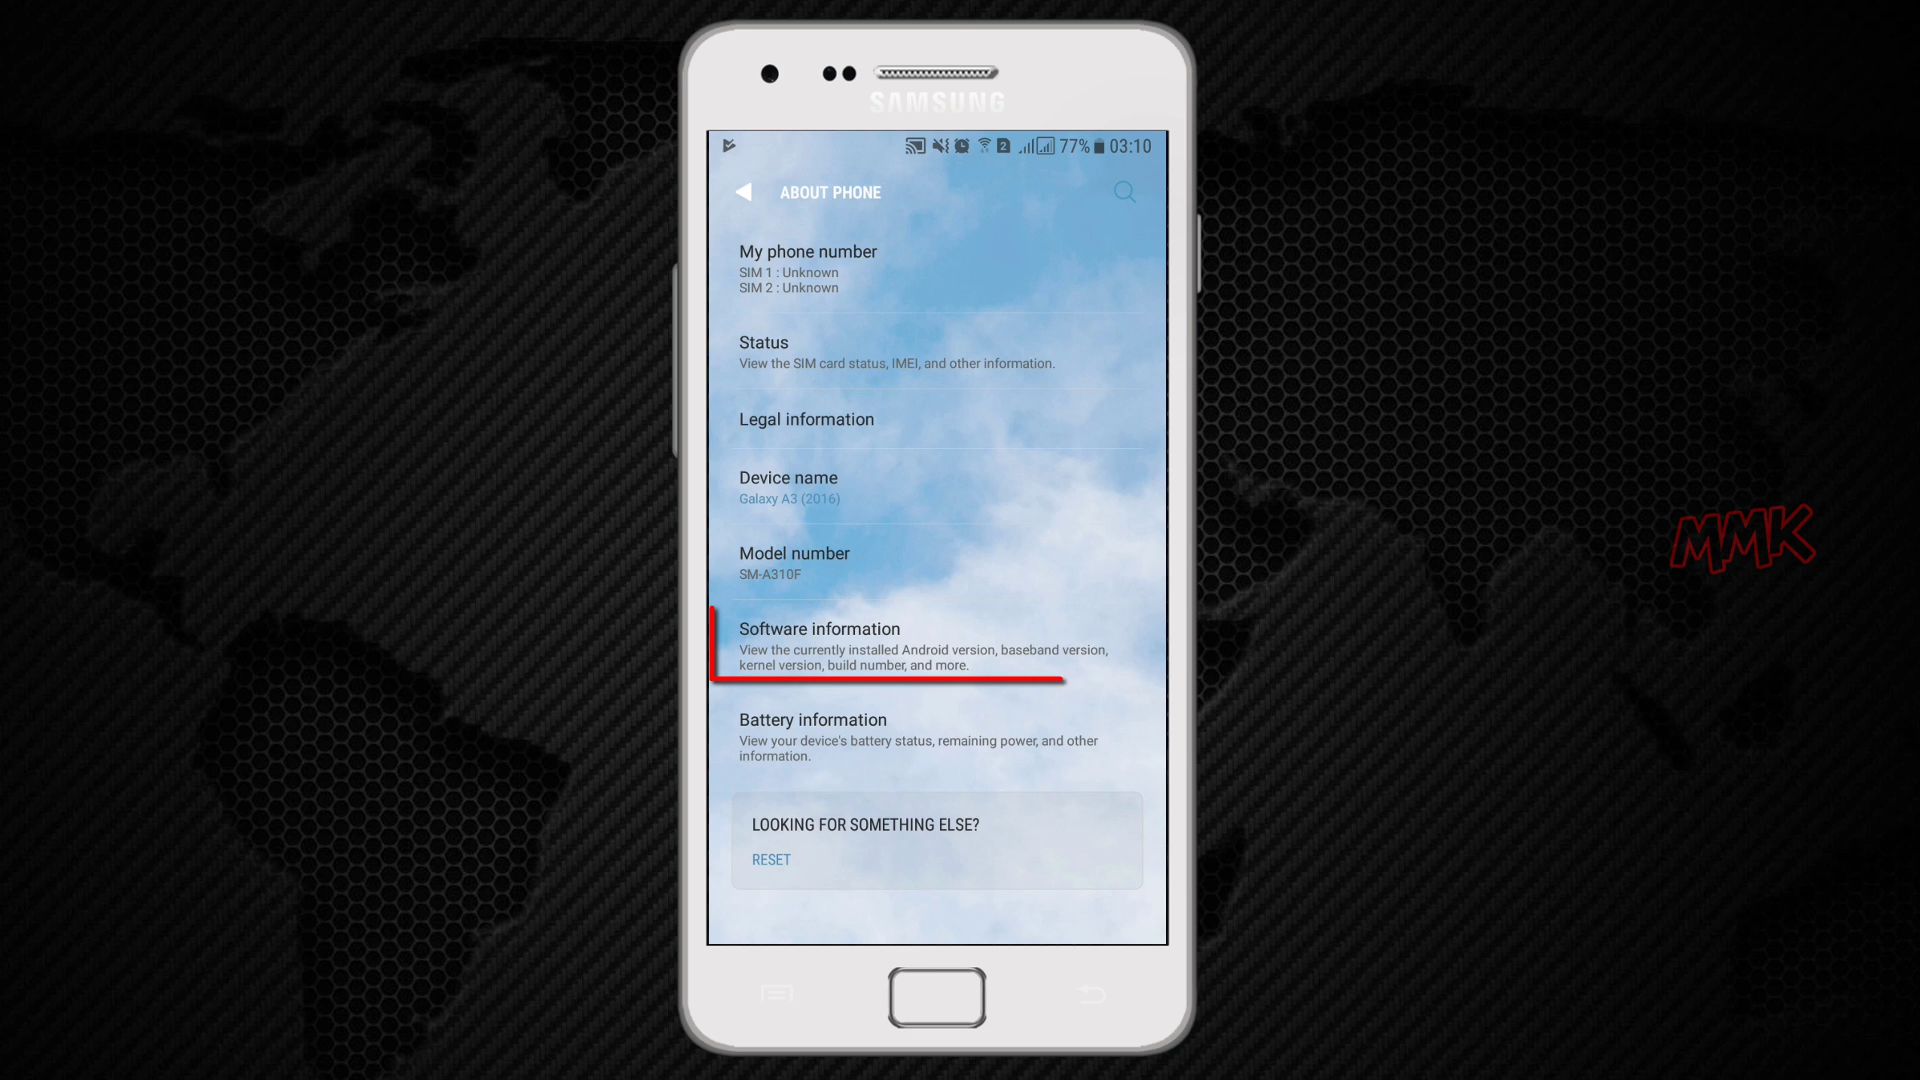 SAMSUNG
2 77% 03:10
ABOUT PHONE
My phone number
SIM 1 : Unknown
SIM 2 : Unknown
Status
View the SIM card status, IMEI, and other information.
Legal information
Device name
Galaxy A3 (2016)
Model number
SM-A310F
Software information
View the currently installed Android version, baseband version,
kernel version, build number, and more.
Battery information
View your device's battery status, remaining power, and other
information.
LOOKING FOR SOMETHING ELSE?
RESET
MMK